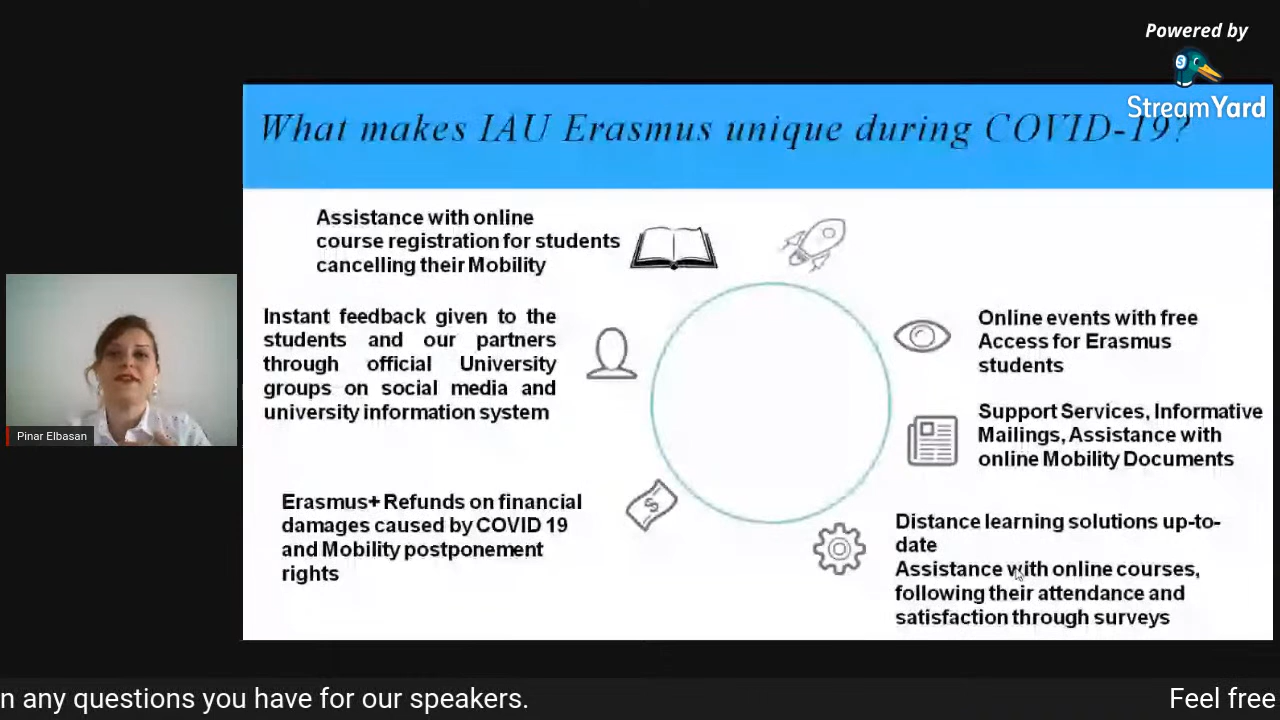 Powered by
StreamYard
What makes IAU Erasmus unique during COVID-19?
Assistance with online
course registration for students
cancelling their Mobility
Instant feedback given to the
students and our partners
through official University
groups on social media and
university information system
Erasmus+ Refunds on financial
damages caused by COVID 19
and Mobility postponement
rights
Online events with free
Access for Erasmus
students
Support Services, Informative
Mailings, Assistance with
online Mobility Documents
Distance learning solutions up-to-
date
Assistance with online courses,
following their attendance and
satisfaction through surveys
Pinar Elbasan
n any questions you have for our speakers.
Feel free